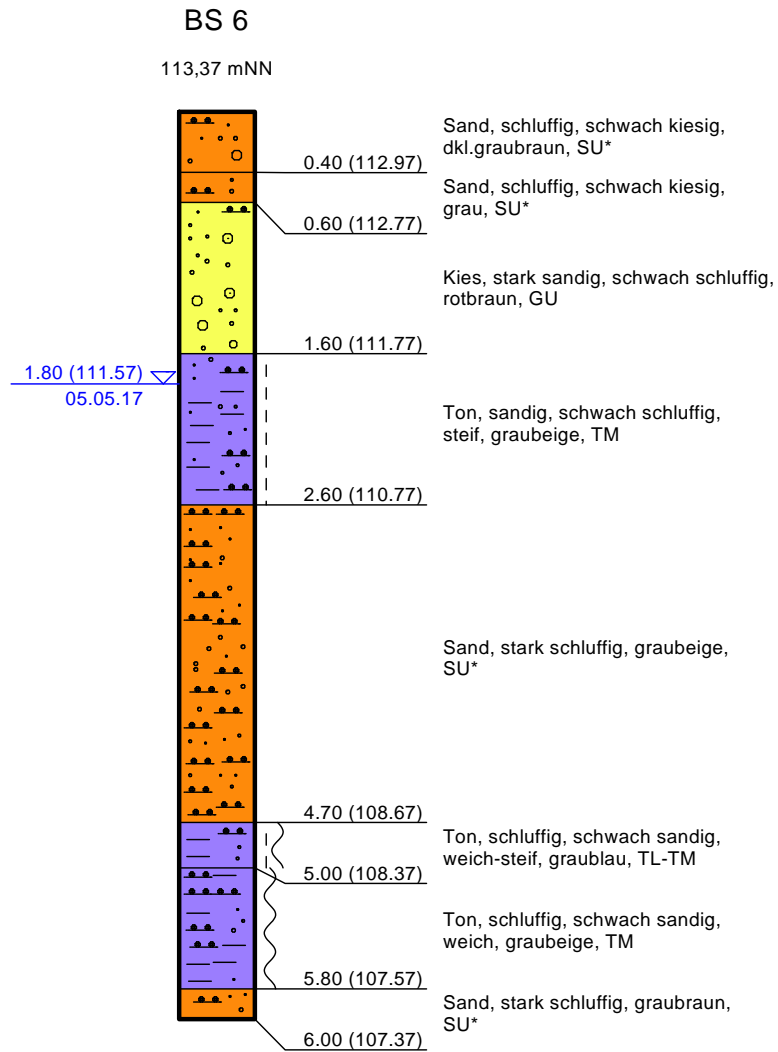 BS 6
113,37 mNN
Sand, schluffig, schwach kiesig,
dkl.graubraun, SU*
0.40 (112.97)
Sand, schluffig, schwach kiesig,
grau, SU*
0.60 (112.77)
Kies, stark sandig, schwach schluffig,
rotbraun, GU
1.60 (111.77)
1.80 (111.57)
05.05.17
Ton, sandig, schwach schluffig,
steif, graubeige, TM
2.60 (110.77)
Sand, stark schluffig, graubeige,
SU*
4.70 (108.67)
Ton, schluffig, schwach sandig,
weich-steif, graublau, TL-TM
5.00 (108.37)
Ton, schluffig, schwach sandig,
weich, graubeige, TM
5.80 (107.57)
Sand, stark schluffig, graubraun,
SU*
6.00 (107.37)